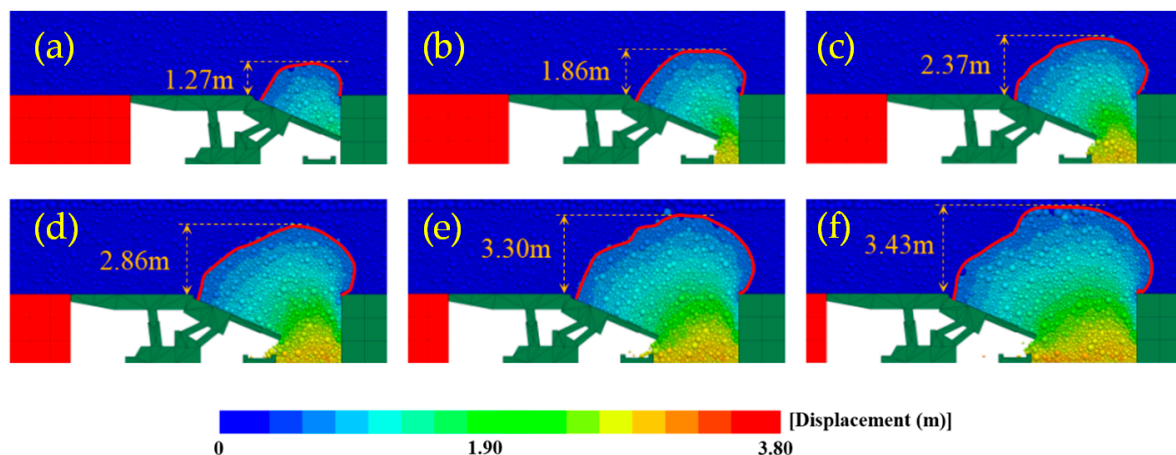 (a)
1.27m
(b)
1.86m
(c)
2.37m
(d)
2.86m
(e)
3.30m
(f)
3.43m
[Displacement (m)]
0
1.90
3.80